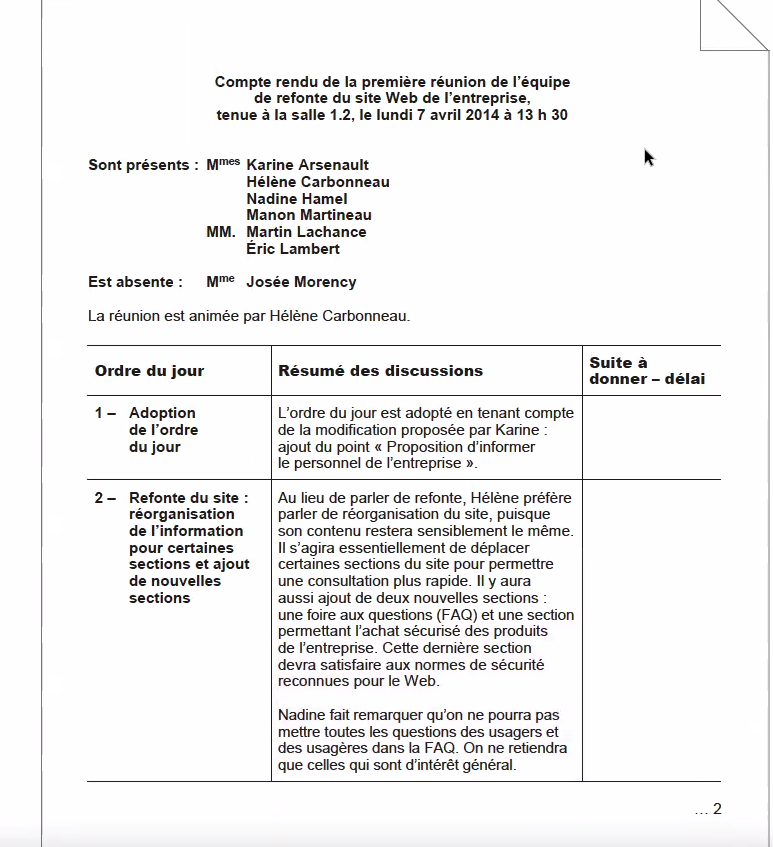 Compte rendu de la première réunion de l’équipe
de refonte du site Web de l’entreprise,
tenue à la salle 1.2, le lundi 7 avril 2014 à 13 h 30
Sont présents : Mmes Karine Arsenault
Hélène Carbonneau
Nadine Hamel
Manon Martineau
MM. Martin Lachance
Éric Lambert
Est absente : Mme Josée Morency
La réunion est animée par Hélène Carbonneau.
Ordre du jour
Résumé des discussions
Suite à
donner – délai
1 – Adoption
de l’ordre
du jour
L’ordre du jour est adopté en tenant compte
de la modification proposée par Karine :
ajout du point « Proposition d’informer
le personnel de l’entreprise ».
2 – Refonte du site :
réorganisation
de l’information
pour certaines
sections et ajout
de nouvelles
sections
Au lieu de parler de refonte, Hélène préfère
parler de réorganisation du site, puisque
son contenu restera sensiblement le même.
Il s’agira essentiellement de déplacer
certaines sections du site pour permettre
une consultation plus rapide. Il y aura
aussi ajout de deux nouvelles sections :
une foire aux questions (FAQ) et une section
permettant l’achat sécurisé des produits
de l’entreprise. Cette dernière section
devra satisfaire aux normes de sécurité
reconnues pour le Web.
Nadine fait remarquer qu’on ne pourra pas
mettre toutes les questions des usagers et
des usagères dans la FAQ. On ne retiendra
que celles qui sont d’intérêt général.
... 2